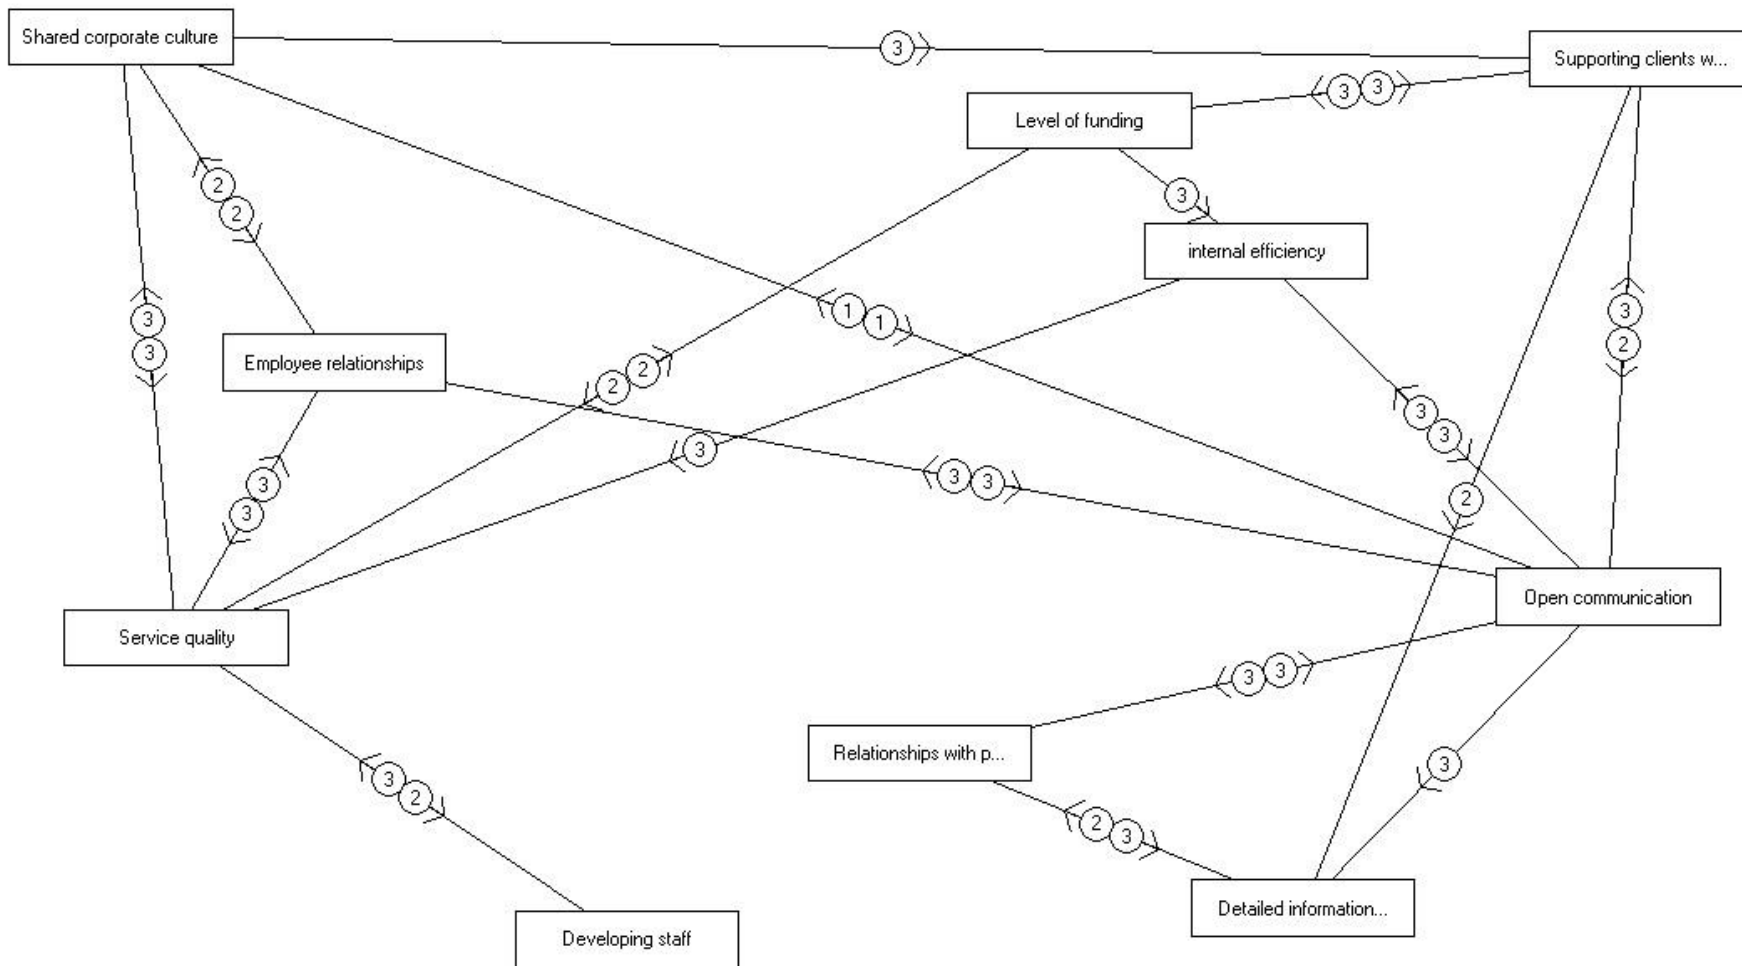 Shared corporate culture
3
Supporting clients w...
3 3
Level of funding
3
2
2
internal efficiency
3
3
1
1
3
2
Employee relationships
2
2
3
3
3
3
3
3
2
3
3
Open communication
Service quality
3 3
Relationships with p...
3
3
2
2
3
Detailed information...
Developing staff